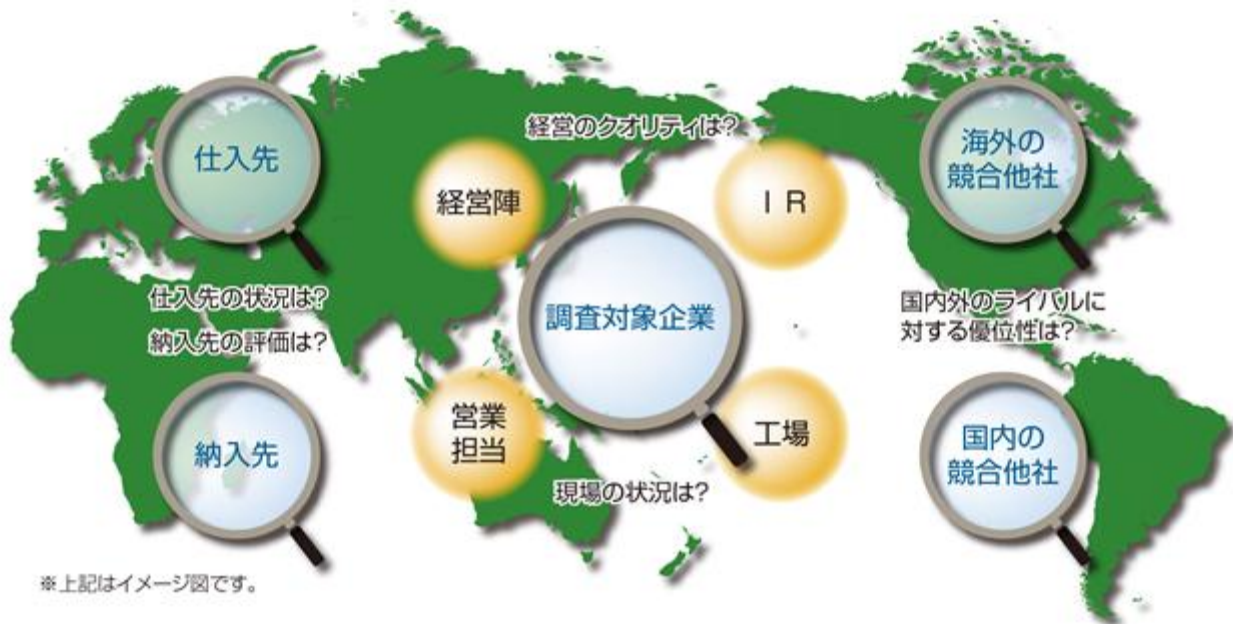 経営のクオリティは?
仕入先
経営陣
ＩＲ
海外の
競合他社
仕入先の状況は?
納入先の評価は?
調査対象企業
国内外のライバルに
対する優位性は?
納入先
営業
担当
工場
国内の
競合他社
現場の状況は?
※上記はイメージ図です。